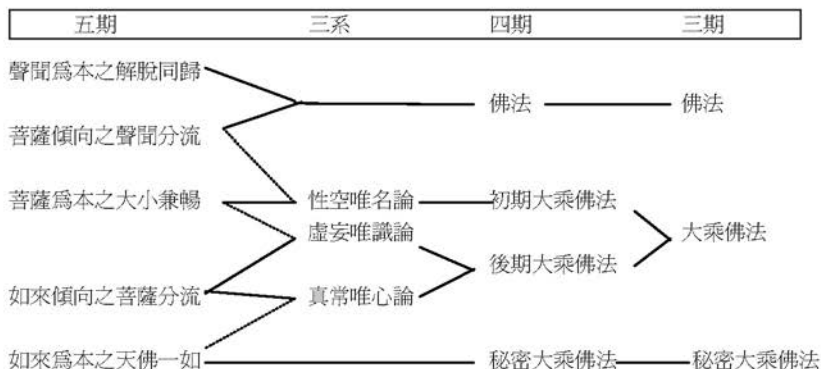 五期 三系 四期 三期
聲聞為本之解脫同歸
佛法 佛法
菩薩傾向之聲聞分流
菩薩為本之大小兼暢 性空唯名論 初期大乘佛法
虛妄唯識論 大乘佛法
後期大乘佛法
如來傾向之菩薩分流 真常唯心論
如來為本之天佛一如 秘密大乘佛法 秘密大乘佛法